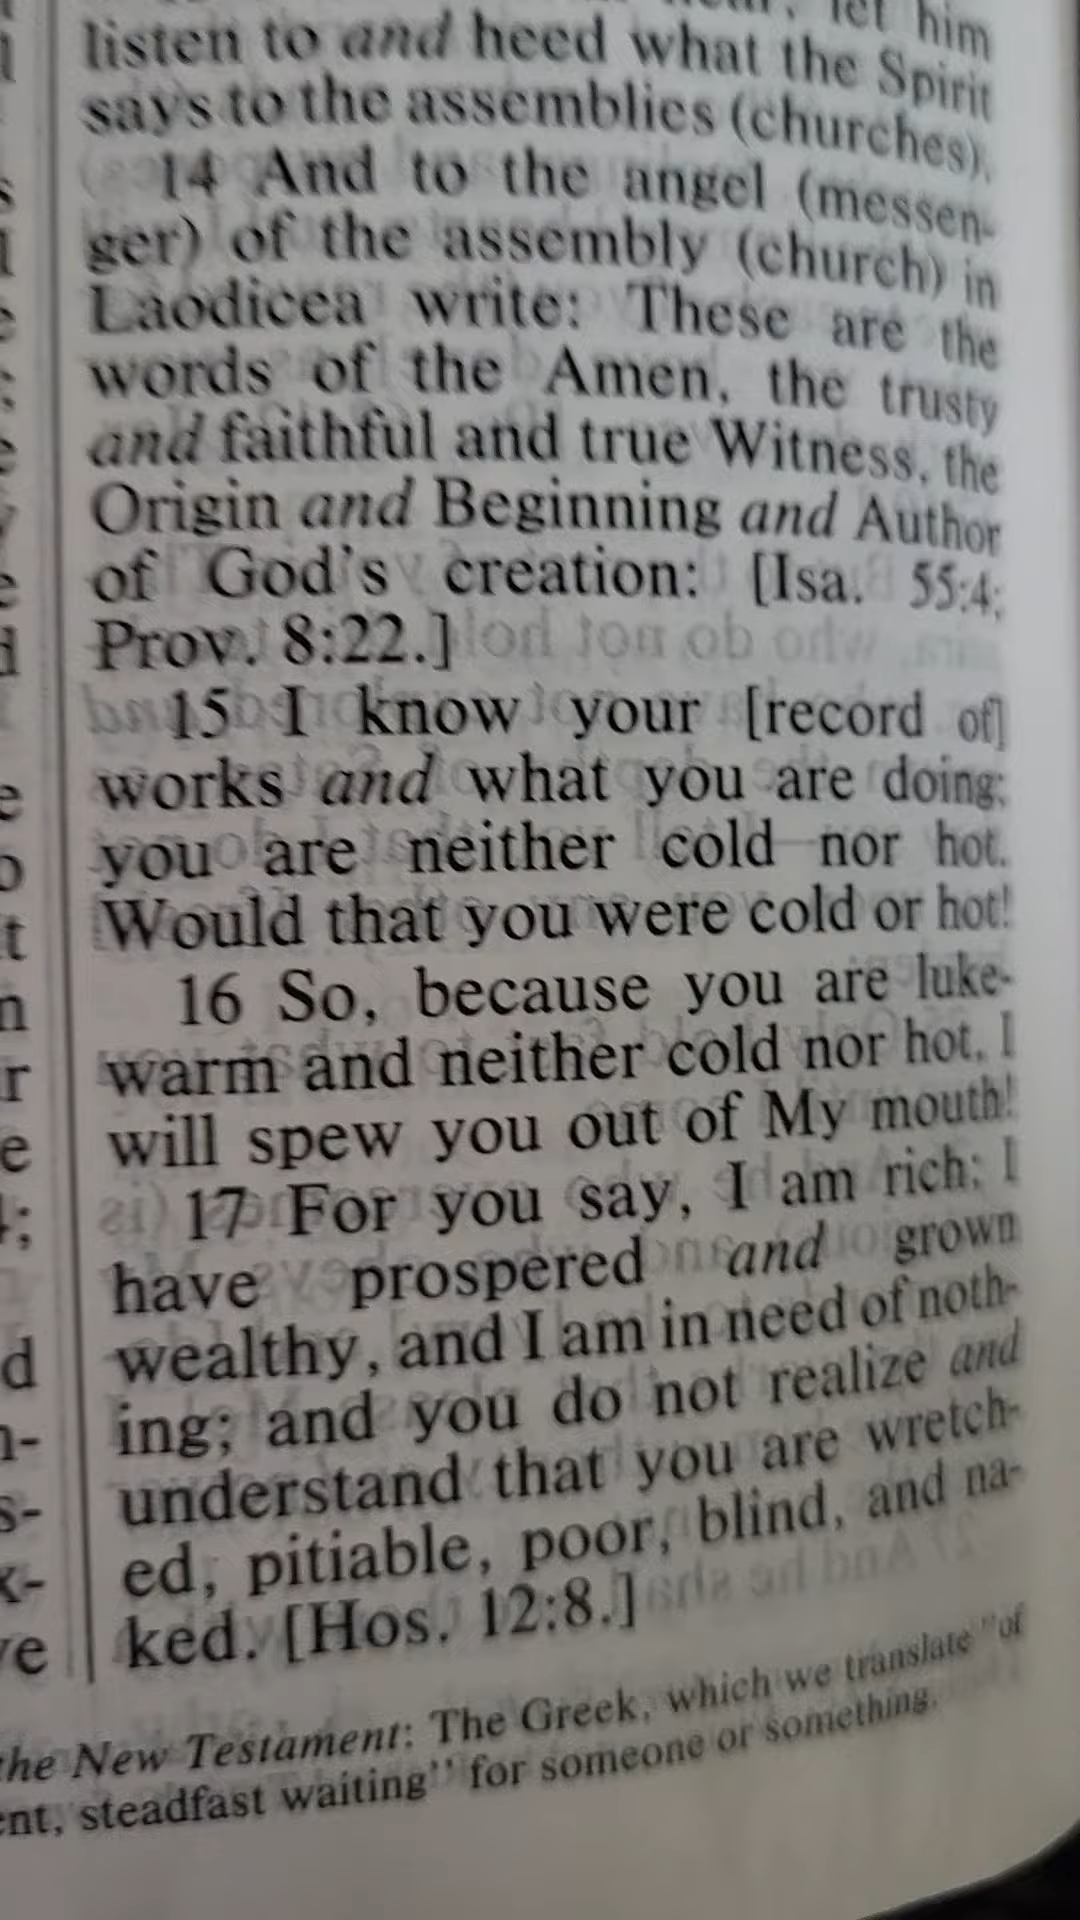 let him
listen to and heed what the Spirit
says to the assemblies (churches).
14 And to the angel (messen-
ger) of the assembly (church) in
Laodicea write: These are the
words of the Amen, the trusty
and faithful and true Witness, the
Origin and Beginning and Author
of God's creation: [Isa. 55:4;
Prov. 8:22.]
15 I know your [record of]
works and what you are doing;
you are neither cold nor hot.
Would that you were cold or hot!
16 So, because you are luke-
warm and neither cold nor hot, I
will spew you out of My mouth!
17 For you say, I am rich; I
have prospered and grown
wealthy, and I am in need of noth-
ing; and you do not realize and
understand that you are wretch-
ed, pitiable, poor, blind, and na-
ked. [Hos. 12:8.]
the New Testament: The Greek, which we translate "of
ent, steadfast waiting" for someone or something.